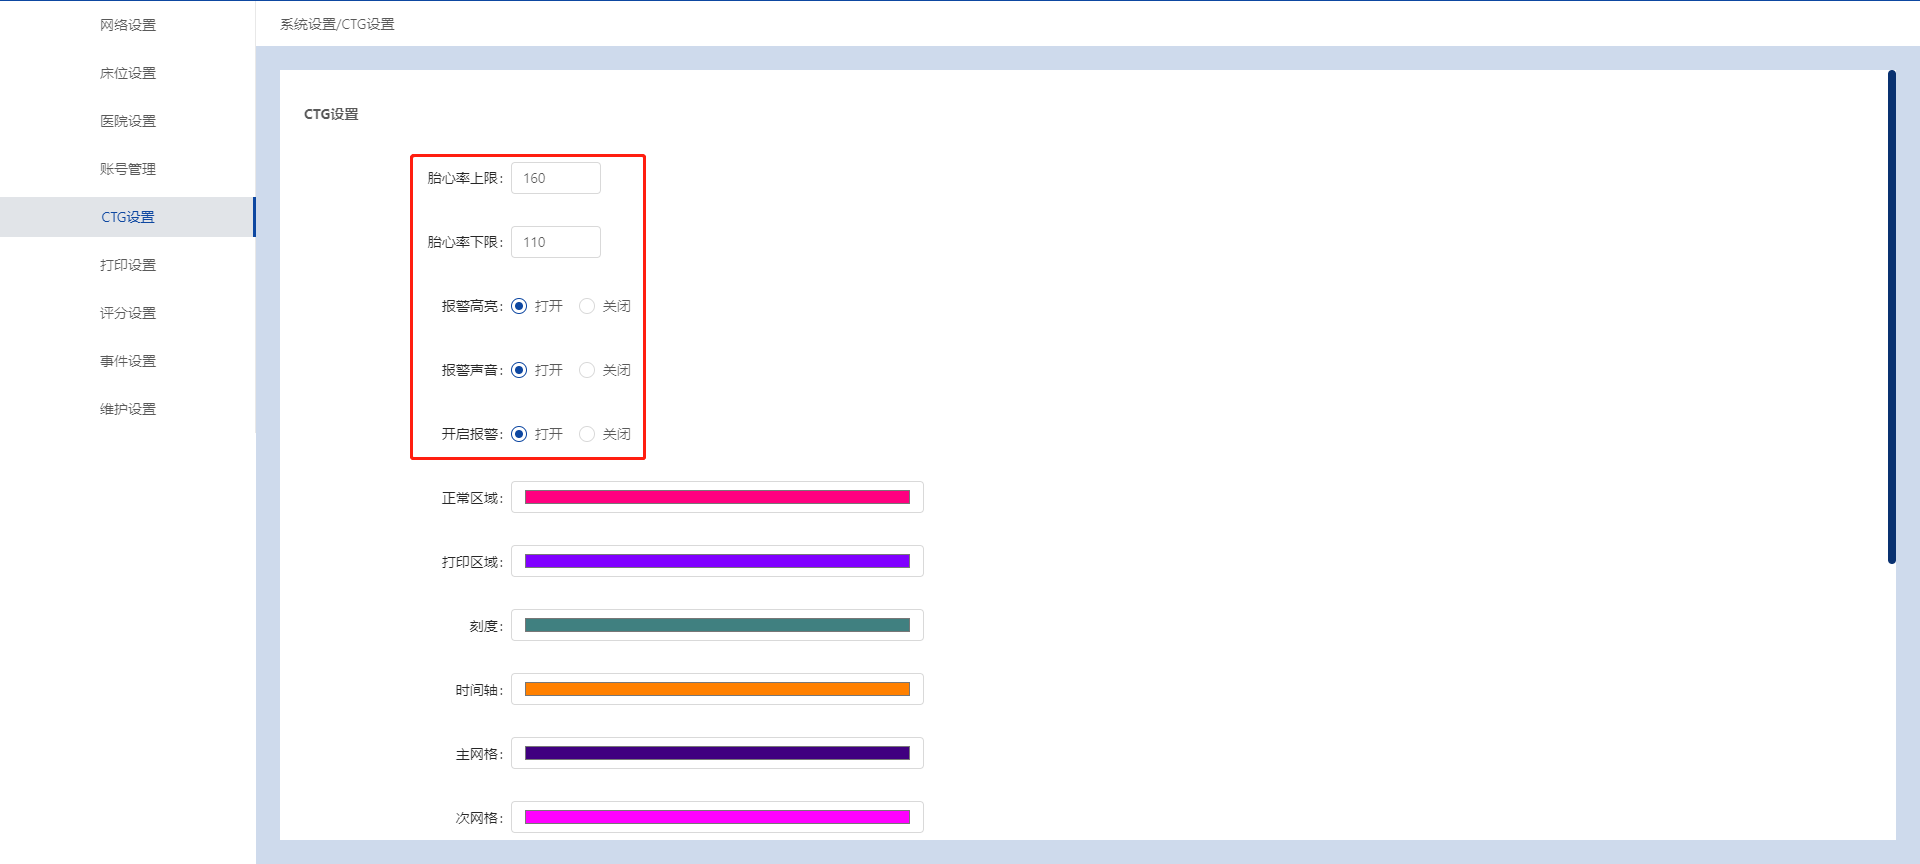 网络设置
床位设置
医院设置
账号管理
CTG设置
打印设置
评分设置
事件设置
维护设置
系统设置/CTG设置
CTG设置
胎心率上限: 160
胎心率下限: 110
报警高亮: 打开 关闭
报警声音: 打开 关闭
开启报警: 打开 关闭
正常区域:
打印区域:
刻度:
时间轴:
主网格:
次网格: